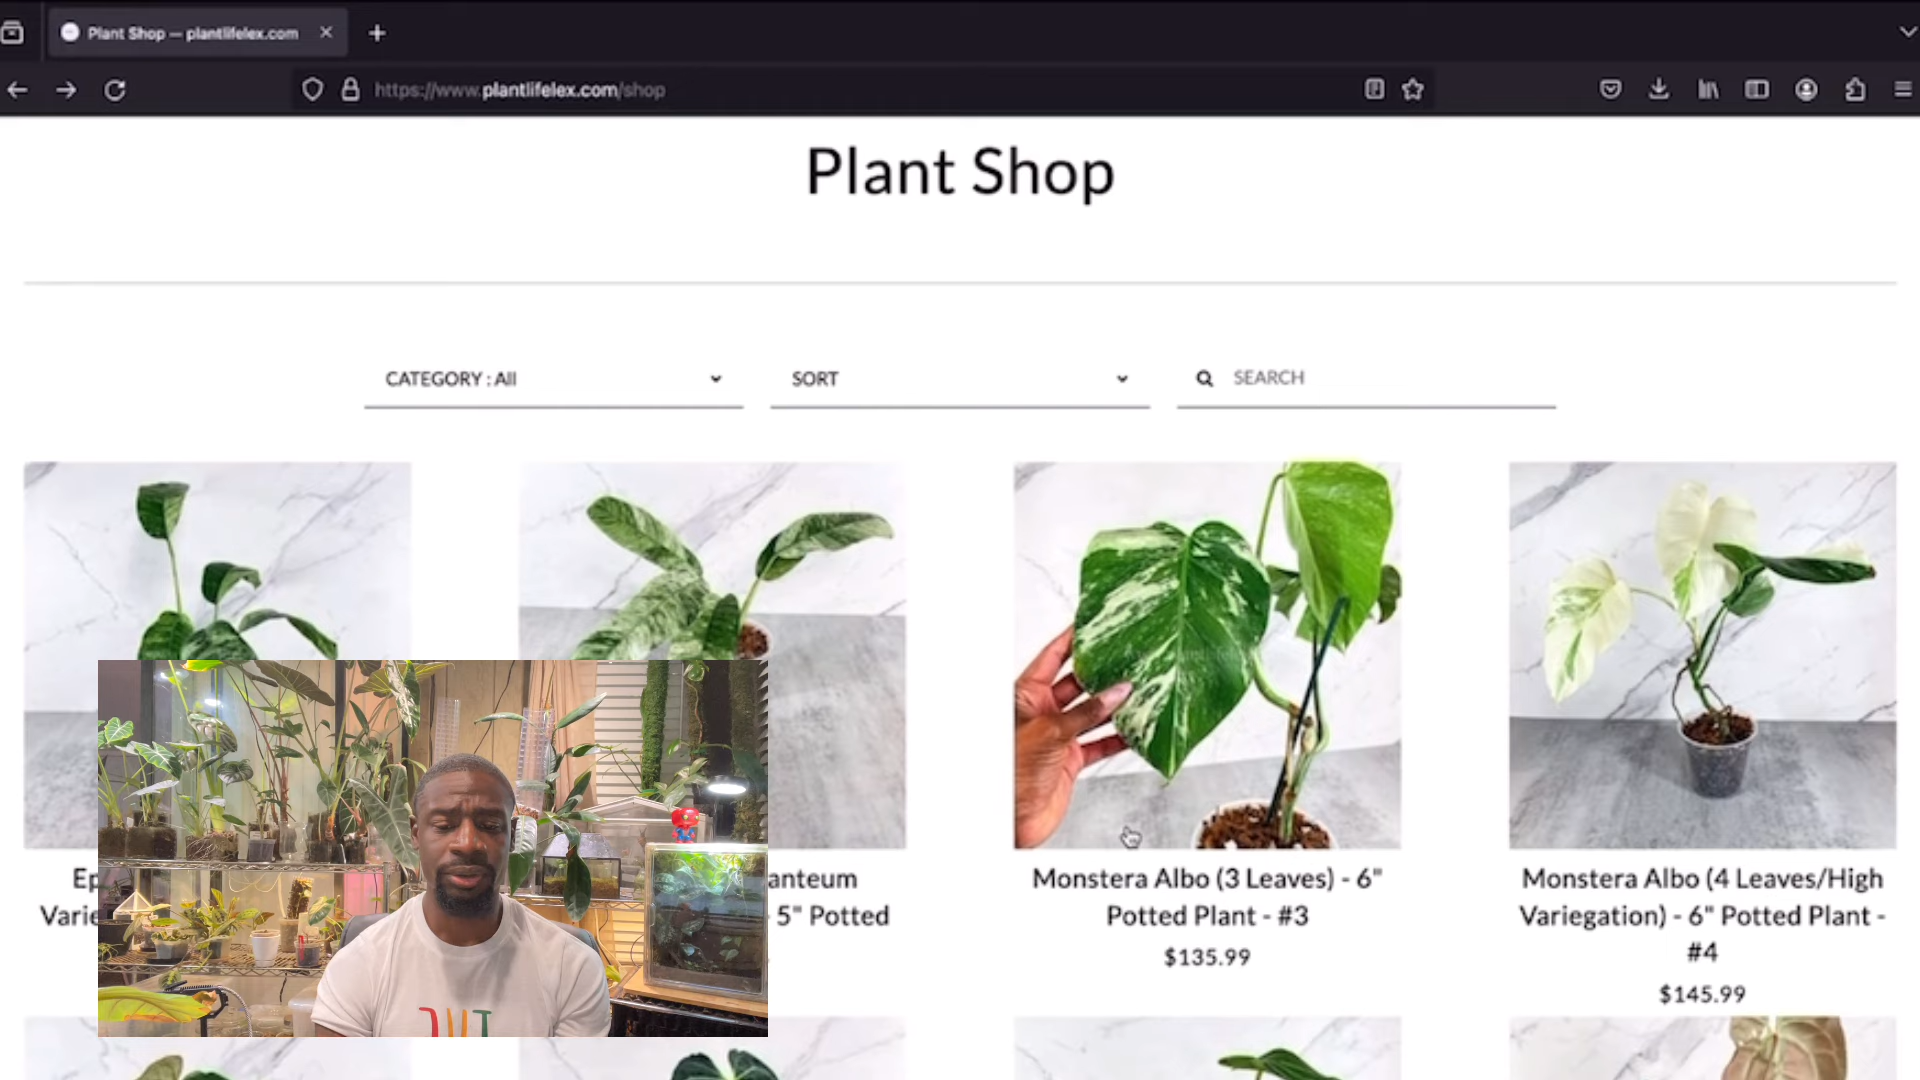 Plant Shop — plantlifelex.com
https://www.plantlifelex.com/shop
Plant Shop
CATEGORY : All
SORT
SEARCH
Ep
Varie
anteum
5" Potted
Monstera Albo (3 Leaves) - 6"
Potted Plant - #3
$135.99
Monstera Albo (4 Leaves/High
Variegation) - 6" Potted Plant -
#4
$145.99